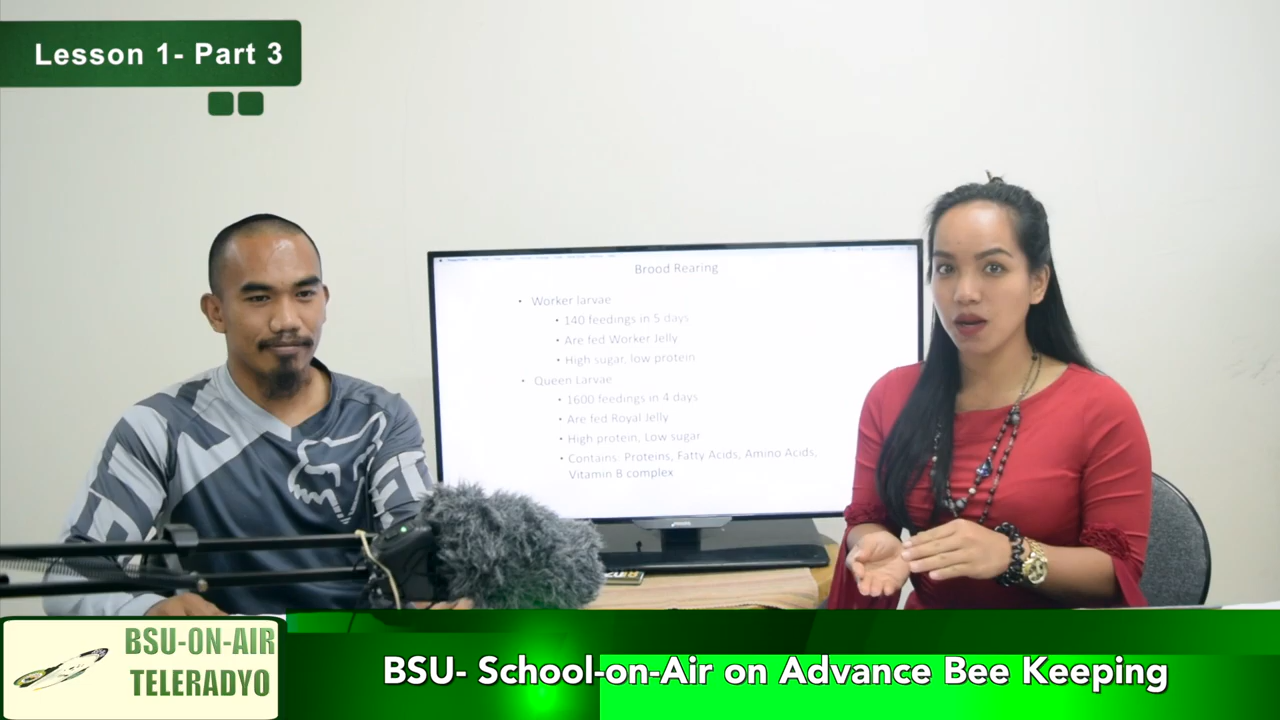 Lesson 1- Part 3
Brood Rearing
• Worker larvae
• 140 feedings in 5 days
• Are fed Worker Jelly
• High sugar, low protein
• Queen Larvae
• 1600 feedings in 4 days
• Are fed Royal Jelly
• High protein, Low sugar
• Contains: Proteins, Fatty Acids, Amino Acids,
Vitamin B complex
BSU-ON-AIR
TELERADYO
BSU- School-on-Air on Advance Bee Keeping